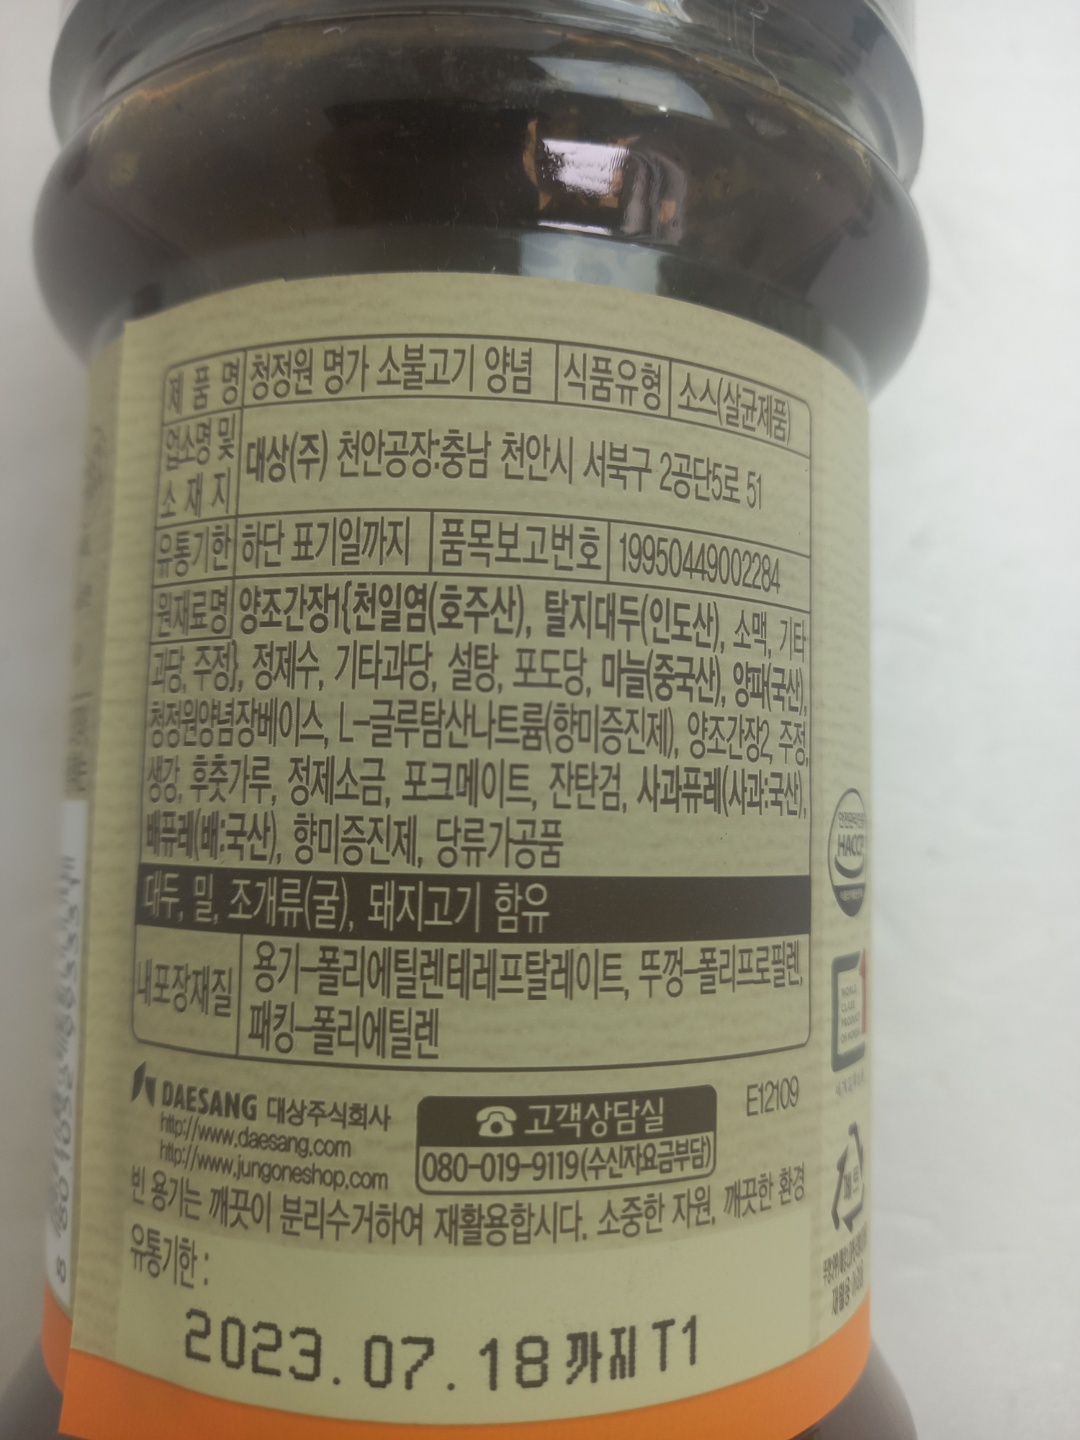 제 품 명 청정원 명가 소불고기 양념 식품유형 소스(살균제품)
업소명 및
소 재 지 대상(주) 천안공장:충남 천안시 서북구 2공단5로 51
유통기한 하단 표기일까지 품목보고번호 19950449002284
원재료명 양조간장1{천일염(호주산), 탈지대두(인도산), 소맥, 기타
과당, 주정}, 정제수, 기타과당, 설탕, 포도당, 마늘(중국산), 양파(국산),
청정원양념장베이스, L-글루탐산나트륨(향미증진제), 양조간장2, 주정,
생강, 후춧가루, 정제소금, 포크메이트, 잔탄검, 사과퓨레(사과:국산),
배퓨레(배:국산), 향미증진제, 당류가공품
대두, 밀, 조개류(굴), 돼지고기 함유
내포장재질 용기-폴리에틸렌테레프탈레이트, 뚜껑-폴리프로필렌,
패킹-폴리에틸렌
DAESANG 대상주식회사
http://www.daesang.com
http://www.jungoneshop.com
고객상담실
080-019-9119(수신자요금부담)
E12109
빈 용기는 깨끗이 분리수거하여 재활용합시다. 소중한 자원, 깨끗한 환경
유통기한 :
2023.07.18 까지 T1
HACCP
WORLD
CLASS
PRODUCT
OF KOREA
페트